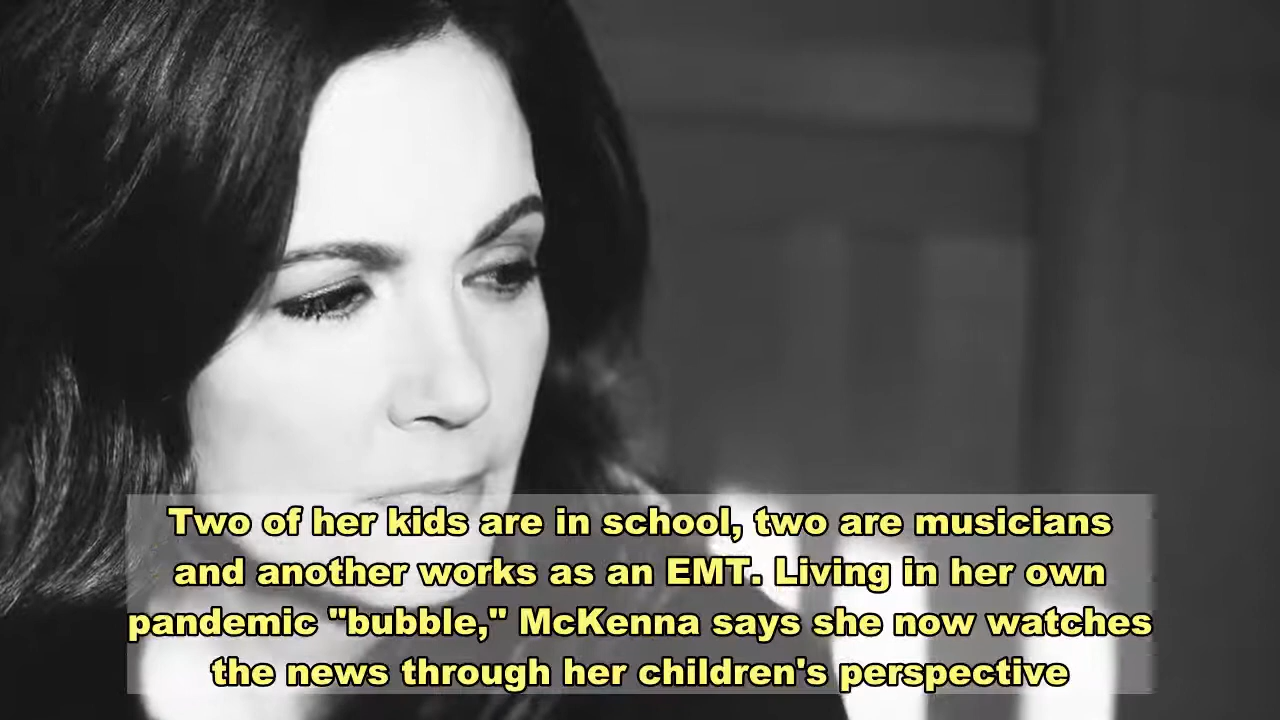 Two of her kids are in school, two are musicians
and another works as an EMT. Living in her own
pandemic "bubble," McKenna says she now watches
the news through her children's perspective